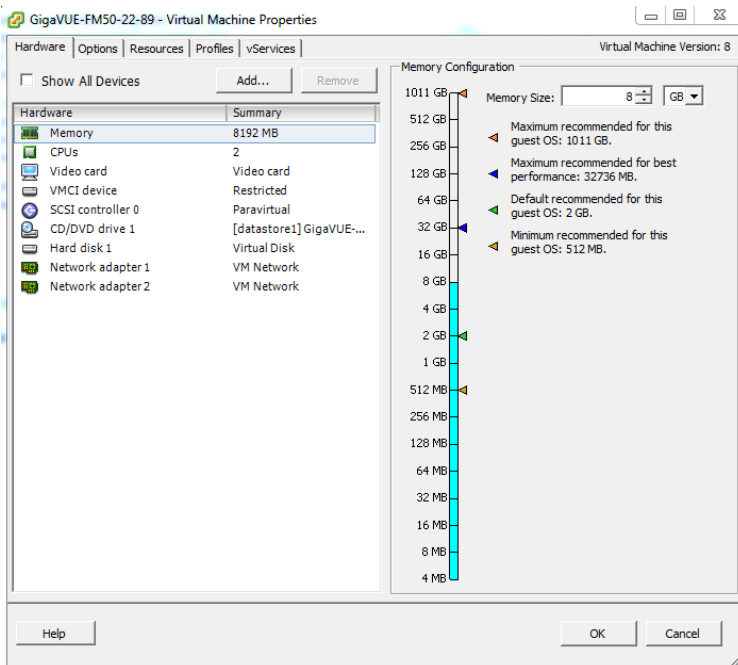 GigaVUE-FM50-22-89 - Virtual Machine Properties
Hardware Options Resources Profiles vServices
Virtual Machine Version: 8
Show All Devices
Add...
Remove
Hardware Summary
Memory 8192 MB
CPUs 2
Video card Video card
VMCI device Restricted
SCSI controller 0 Paravirtual
CD/DVD drive 1 [datastore1] GigaVUE-...
Hard disk 1 Virtual Disk
Network adapter 1 VM Network
Network adapter 2 VM Network
Memory Configuration
1011 GB
512 GB
256 GB
128 GB
64 GB
32 GB
16 GB
8 GB
4 GB
2 GB
1 GB
512 MB
256 MB
128 MB
64 MB
32 MB
16 MB
8 MB
4 MB
Memory Size: 8 GB
Maximum recommended for this
guest OS: 1011 GB.
Maximum recommended for best
performance: 32736 MB.
Default recommended for this
guest OS: 2 GB.
Minimum recommended for this
guest OS: 512 MB.
Help
OK
Cancel